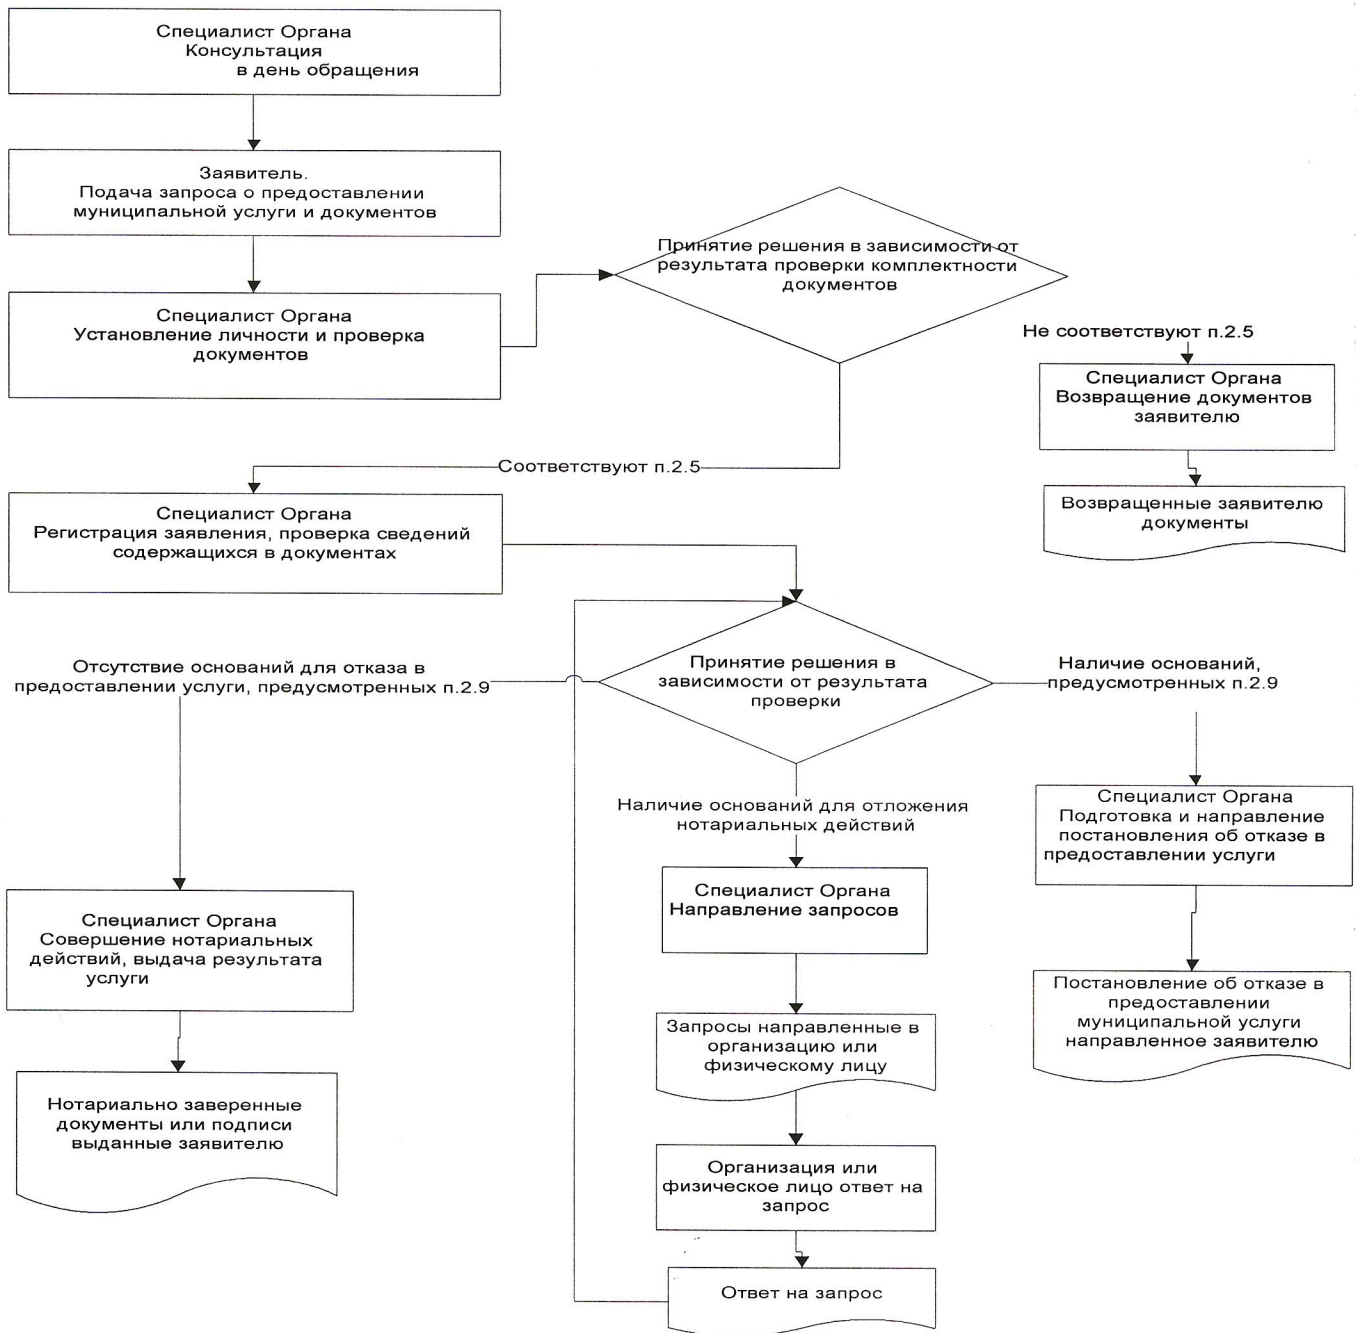 Специалист Органа
Консультация
в день обращения
Заявитель.
Подача запроса о предоставлении
муниципальной услуги и документов
Принятие решения в зависимости от
результата проверки комплектности
документов
Специалист Органа
Установление личности и проверка
документов
Не соответствуют п.2.5
Специалист Органа
Возвращение документов
заявителю
Соответствуют п.2.5
Возвращенные заявителю
документы
Специалист Органа
Регистрация заявления, проверка сведений
содержащихся в документах
Отсутствие оснований для отказа в
предоставлении услуги, предусмотренных п.2.9
Принятие решения в
зависимости от результата
проверки
Наличие оснований,
предусмотренных п.2.9
Наличие оснований для отложения
нотариальных действий
Специалист Органа
Подготовка и направление
постановления об отказе в
предоставлении услуги
Специалист Органа
Направление запросов
Специалист Органа
Совершение нотариальных
действий, выдача результата
услуги
Постановление об отказе в
предоставлении
муниципальной услуги
направленное заявителю
Запросы направленные в
организацию или
физическому лицу
Нотариально заверенные
документы или подписи
выданные заявителю
Организация или
физическое лицо ответ на
запрос
Ответ на запрос